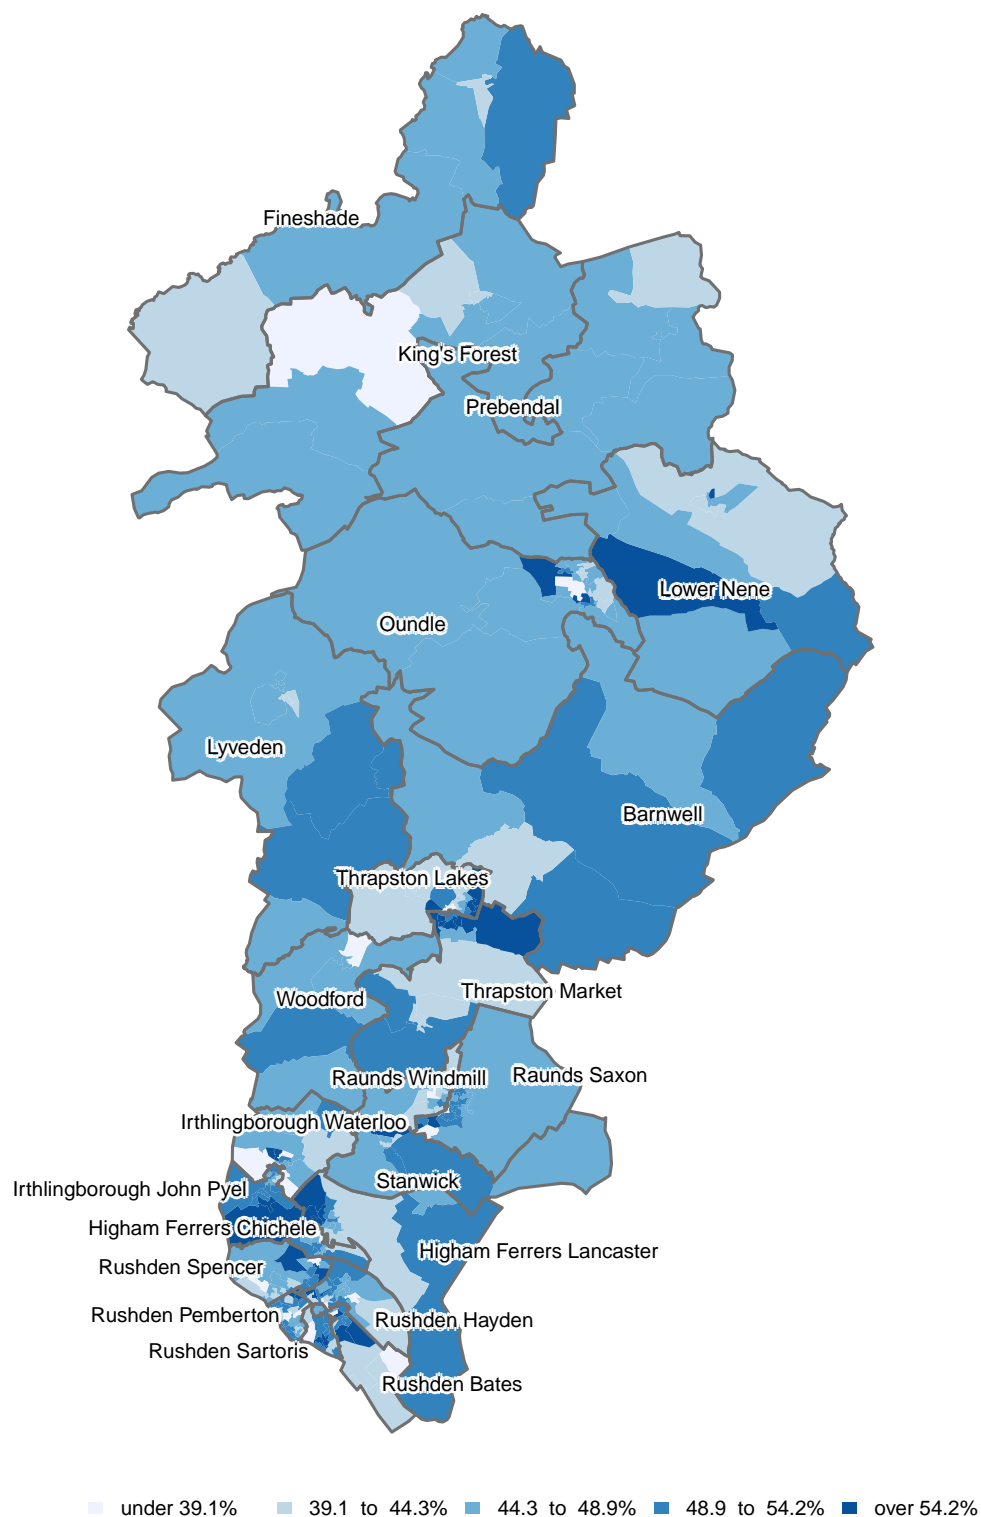 Fineshade
King's Forest
Prebendal
Lower Nene
Oundle
Lyveden
Barnwell
Thrapston Lakes
Thrapston Market
Woodford
Raunds Windmill
Raunds Saxon
Irthlingborough Waterloo
Stanwick
Irthlingborough John Pyel
Higham Ferrers Chichele
Higham Ferrers Lancaster
Rushden Spencer
Rushden Pemberton
Rushden Hayden
Rushden Sartoris
Rushden Bates
under 39.1% 39.1 to 44.3% 44.3 to 48.9% 48.9 to 54.2% over 54.2%